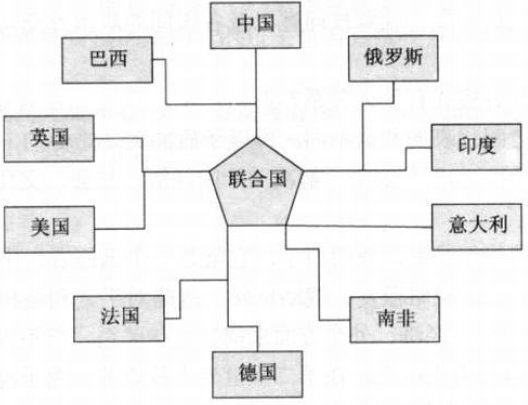 中国
巴西
俄罗斯
英国
印度
联合国
美国
意大利
法国
南非
德国